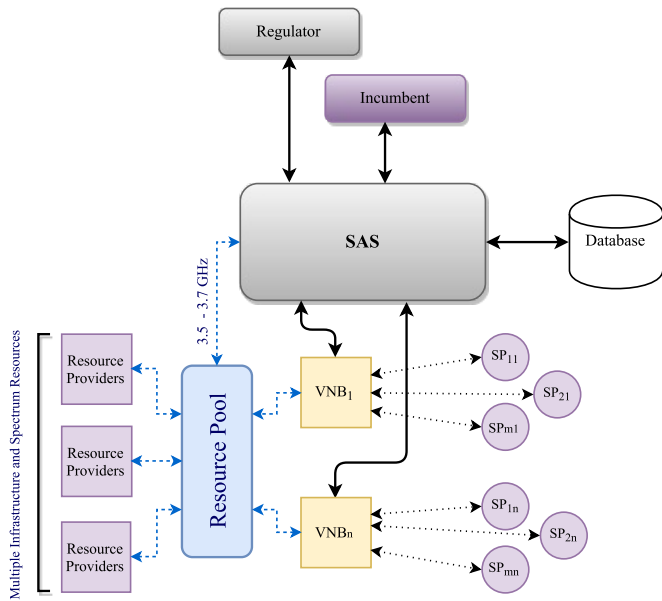 Regulator
Incumbent
SAS
Database
3.5 - 3.7 GHz
Multiple Infrastructure and Spectrum Resources
Resource
Providers
Resource
Providers
Resource
Providers
Resource Pool
VNB1
SP11
SP21
SPm1
VNBn
SP1n
SP2n
SPmn